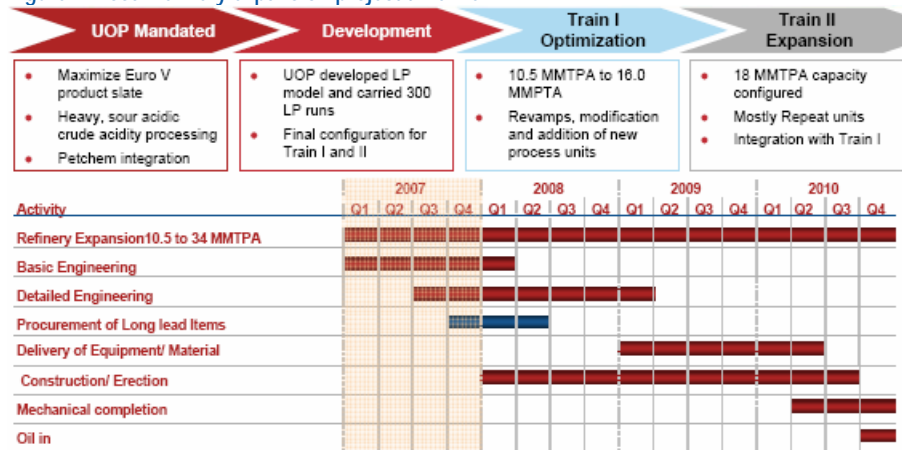 UOP Mandated
Development
Train I
Optimization
Train II
Expansion
• Maximize Euro V
product slate
• Heavy, sour acidic
crude acidity processing
• Petchem integration
• UOP developed LP
model and carried 300
LP runs
• Final configuration for
Train I and II
• 10.5 MMTPA to 16.0
MMPTA
• Revamps, modification
and addition of new
process units
• 18 MMTPA capacity
configured
• Mostly Repeat units
• Integration with Train I
2007 2008 2009 2010
Activity Q1 Q2 Q3 Q4 Q1 Q2 Q3 Q4 Q1 Q2 Q3 Q4 Q1 Q2 Q3 Q4
Refinery Expansion10.5 to 34 MMTPA
Basic Engineering
Detailed Engineering
Procurement of Long lead Items
Delivery of Equipment/ Material
Construction/ Erection
Mechanical completion
Oil in